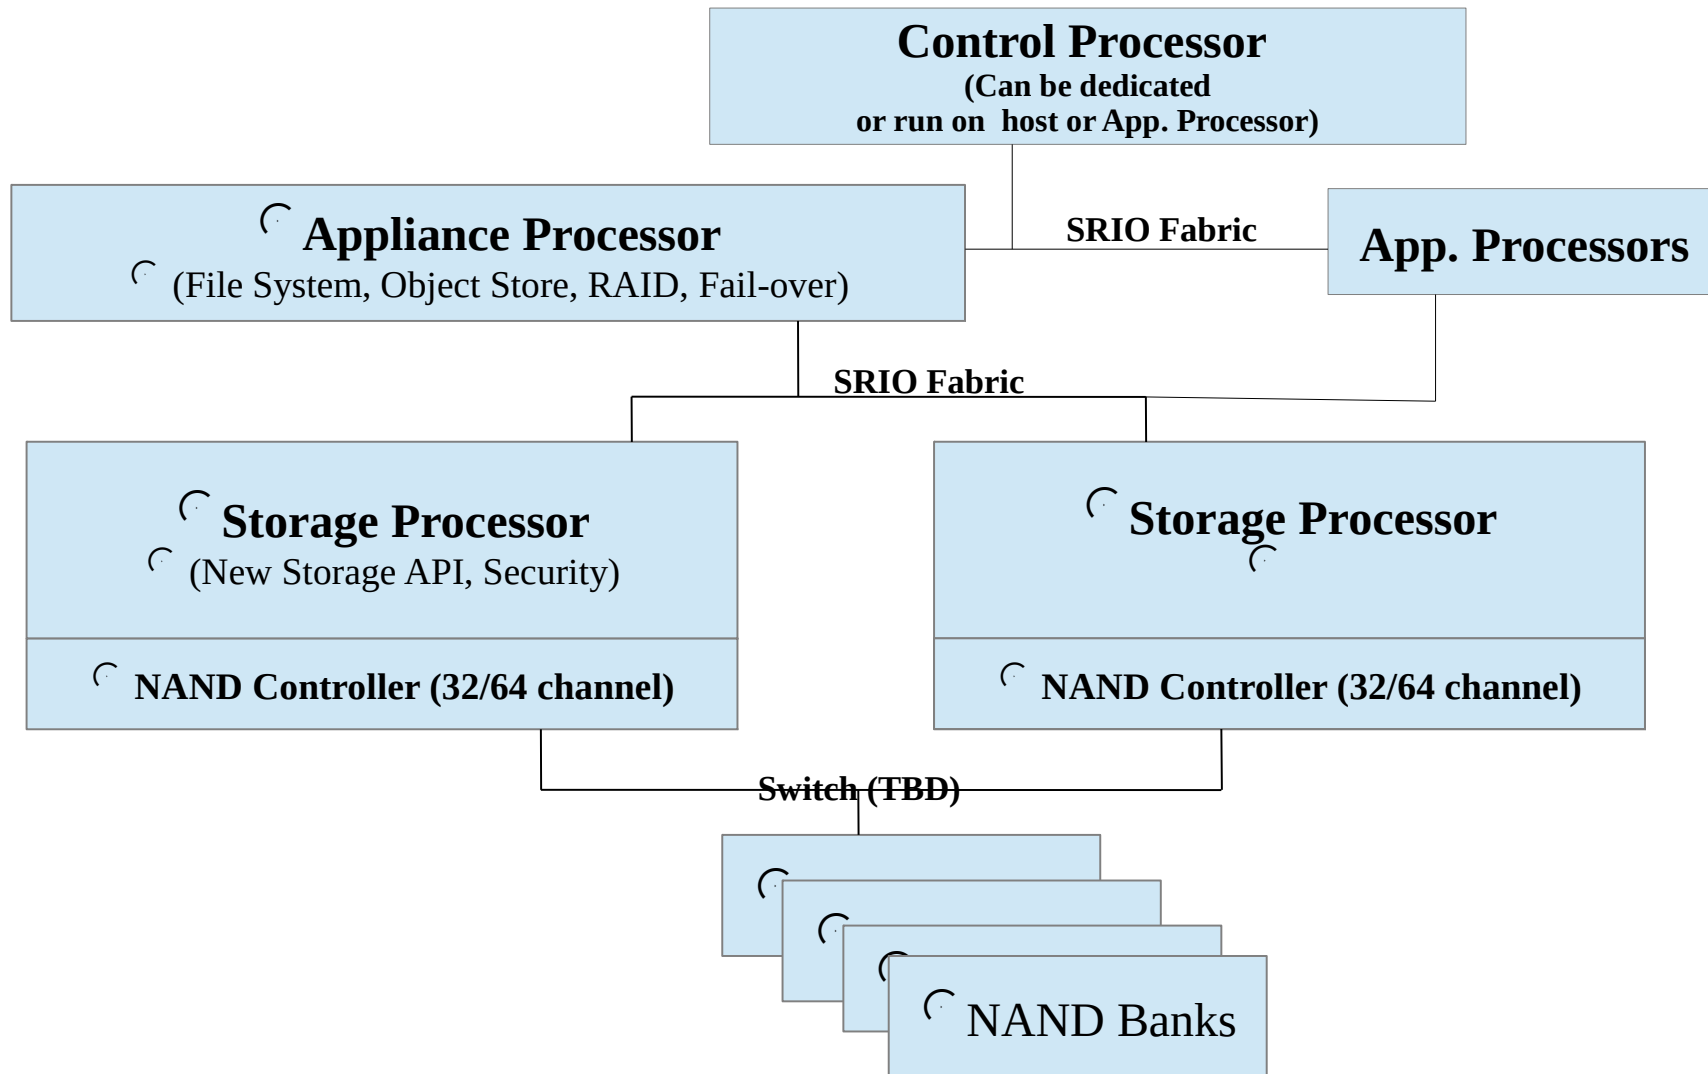 Control Processor
(Can be dedicated
or run on host or App. Processor)
Appliance Processor
(File System, Object Store, RAID, Fail-over)
SRIO Fabric
App. Processors
SRIO Fabric
Storage Processor
(New Storage API, Security)
Storage Processor
NAND Controller (32/64 channel)
NAND Controller (32/64 channel)
Switch (TBD)
NAND Banks